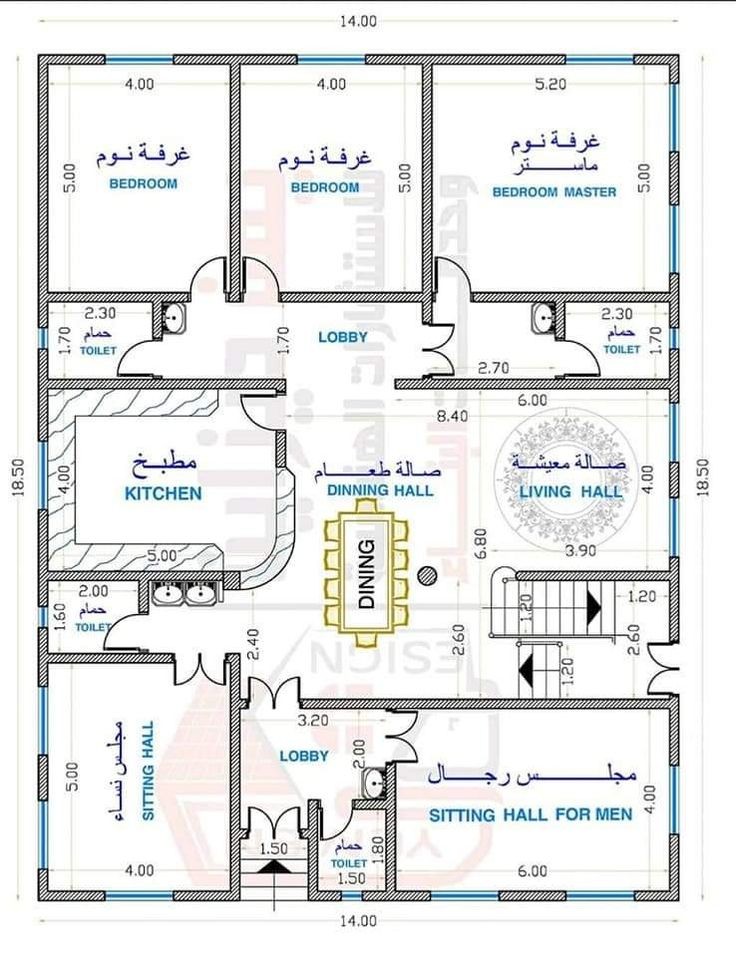 14.00
4.00
4.00
5.20
غرفة نوم
BEDROOM
5.00
غرفة نوم
BEDROOM
5.00
غرفة نوم
ماستر
BEDROOM MASTER
5.00
2.30
حمام
TOILET
1.70
1.70
LOBBY
2.70
2.30
حمام
TOILET
1.70
6.00
8.40
18.50
4.00
مطبخ
KITCHEN
5.00
صالة طعام
DINNING HALL
صالة معيشة
LIVING HALL
4.00
3.90
18.50
6.80
DINING
2.00
حمام
TOILET
1.60
2.40
2.60
1.20
1.20
2.60
1.20
3.20
LOBBY
2.00
مجلس نساء
SITTING HALL
5.00
4.00
مجلس رجال
SITTING HALL FOR MEN
4.00
6.00
1.50
حمام
TOILET
1.80
1.50
14.00
ESIGN